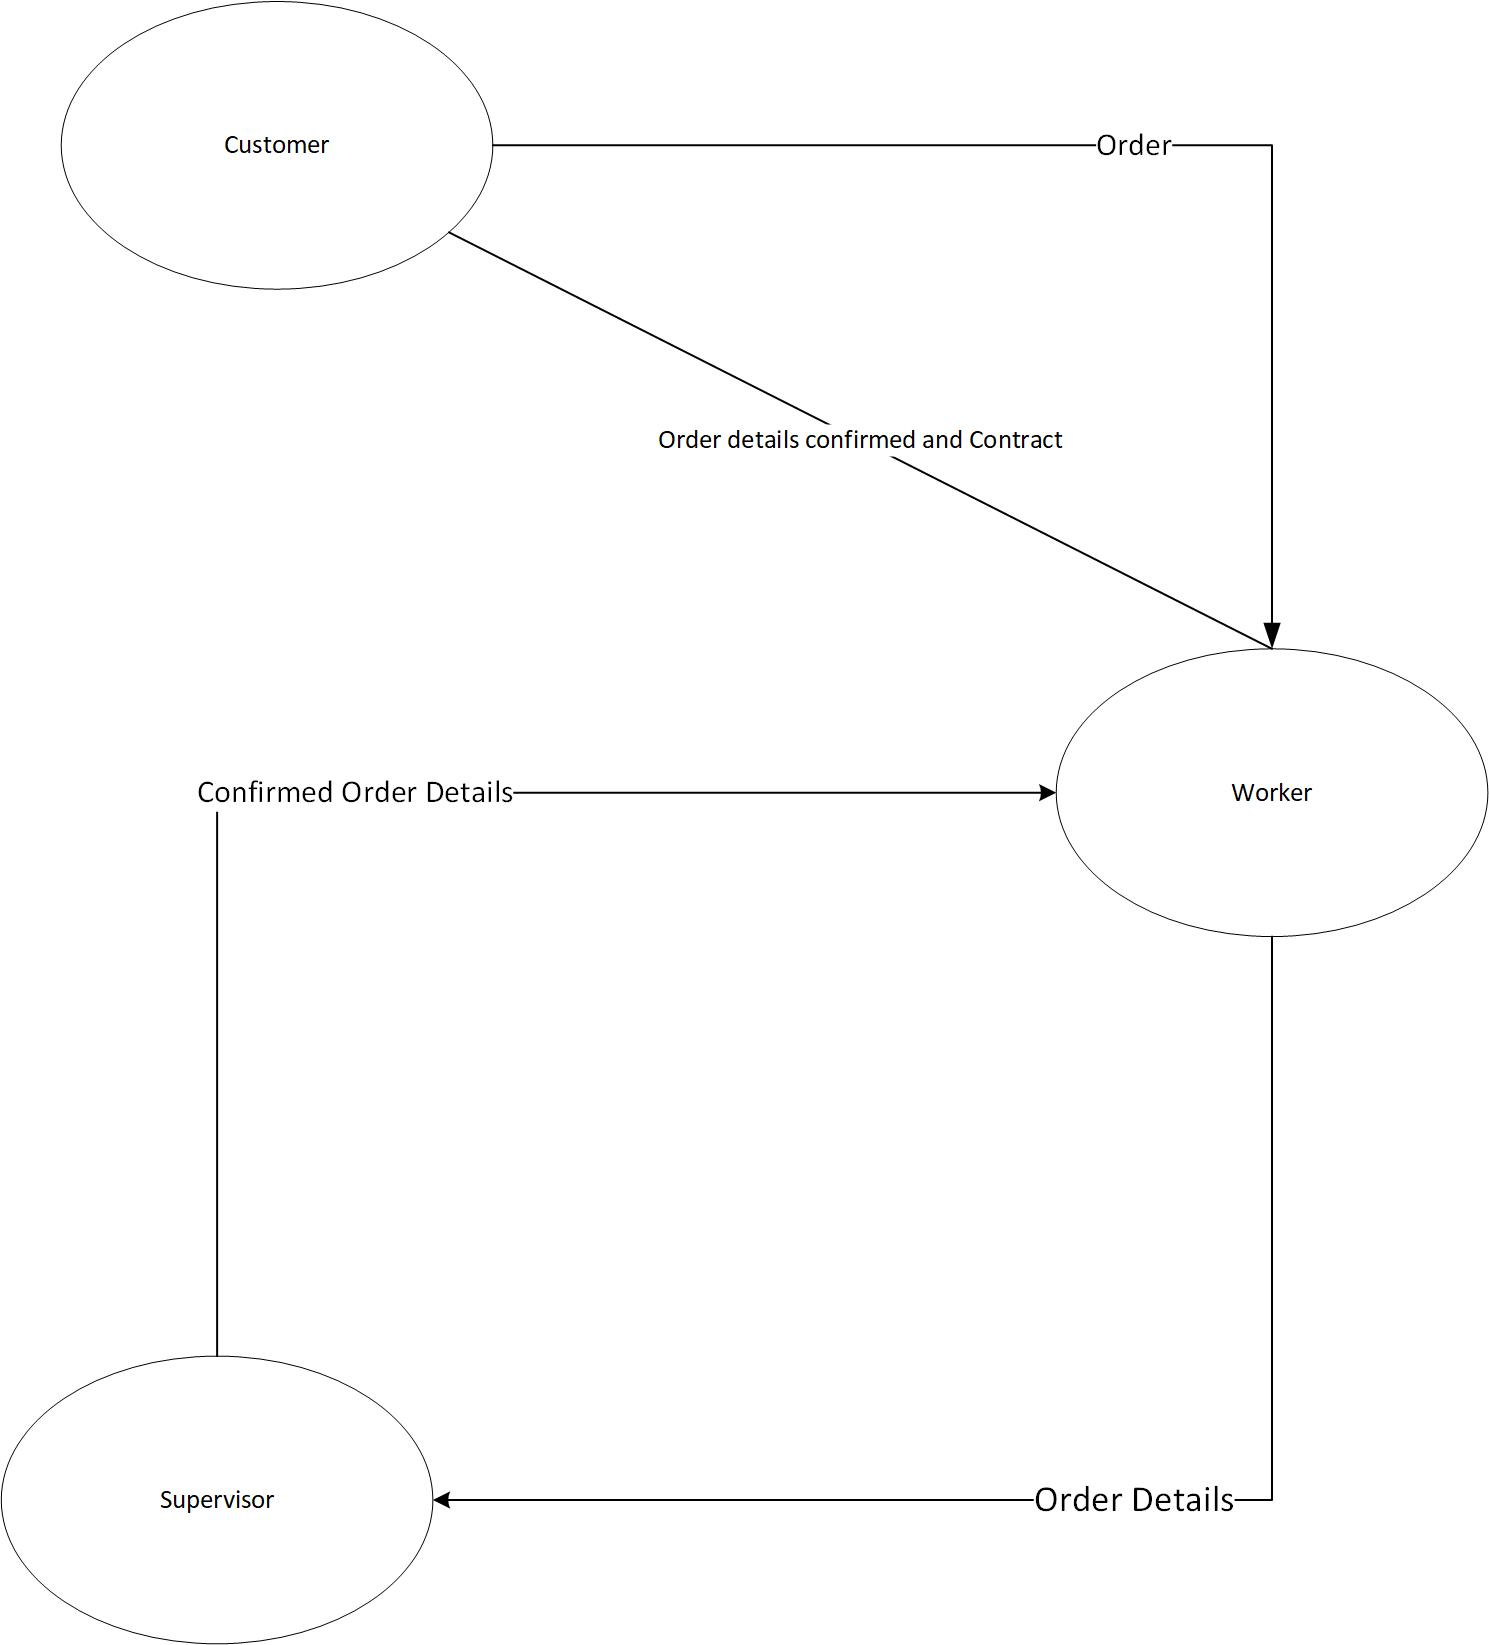 Customer
Order
Order details confirmed and Contract
Confirmed Order Details
Worker
Supervisor
Order Details